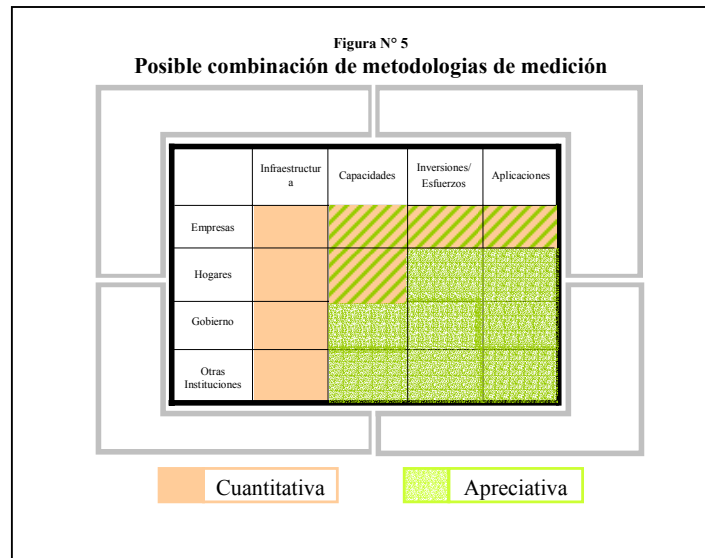 Figura N° 5
Posible combinación de metodologias de medición
Infraestructur
a
Capacidades
Inversiones/
Esfuerzos
Aplicaciones
Empresas
Hogares
Gobierno
Otras
Instituciones
Cuantitativa
Apreciativa